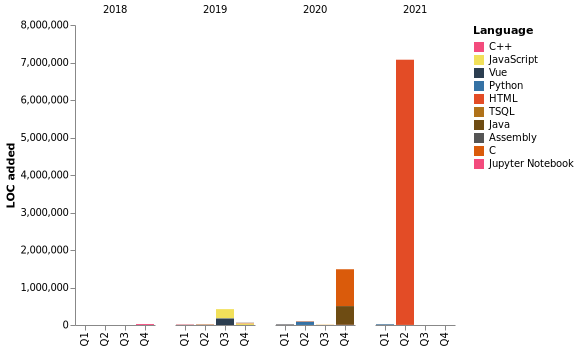 2018 2019 2020 2021
8,000,000
7,000,000
6,000,000
5,000,000
4,000,000
3,000,000
2,000,000
1,000,000
0
LOC added
Q1 Q2 Q3 Q4 Q1 Q2 Q3 Q4 Q1 Q2 Q3 Q4 Q1 Q2 Q3 Q4
Language
C++
JavaScript
Vue
Python
HTML
TSQL
Java
Assembly
C
Jupyter Notebook